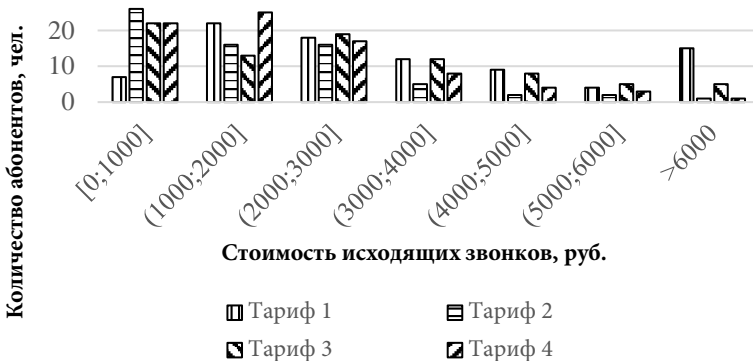 Количество абонентов, чел.
20
10
0
[0;1000]
(1000;2000]
(2000;3000]
(3000;4000]
(4000;5000]
(5000;6000]
>6000
Стоимость исходящих звонков, руб.
Тариф 1
Тариф 2
Тариф 3
Тариф 4